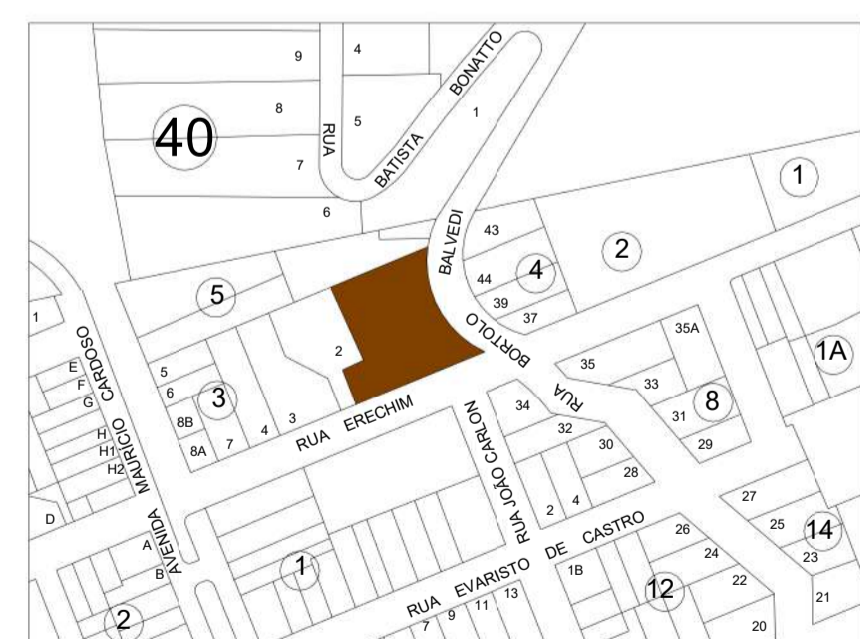 9
4
40
8
5
RUA
BATISTA
BONATTO
1
7
6
BALVEDI
43
4
44
39
37
2
1
5
1
AVENIDA
MAURÍCIO
CARDOSO
E
F
G
H
H1
H2
D
A
B
2
5
6
3
8B
8A
7
4
3
2
RUA ERECHIM
BORTOLO
RUA
35
35A
33
8
31
29
1A
34
32
30
28
2
4
RUA JOÃO CARLON
1
RUA EVARISTO DE CASTRO
7
9
11
13
1B
12
26
24
22
20
27
25
14
23
21